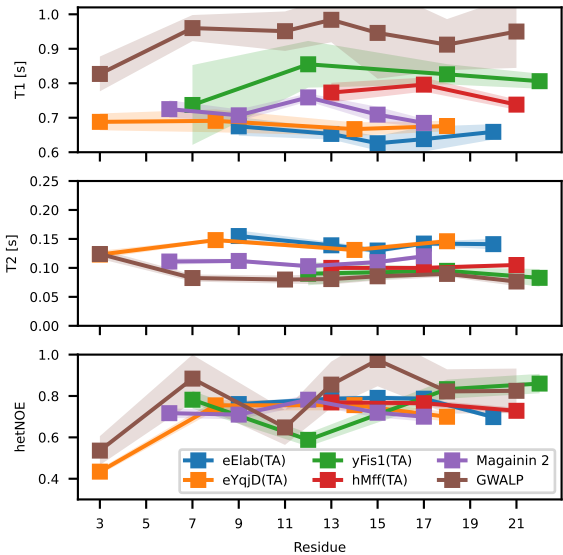 1.0
0.9
0.8
0.7
0.6
T1 [s]
0.25
0.20
0.15
0.10
0.05
0.00
T2 [s]
1.0
0.8
0.6
0.4
hetNOE
eElab(TA) yFis1(TA) Magainin 2
eYqjD(TA) hMff(TA) GWALP
3 5 7 9 11 13 15 17 19 21
Residue